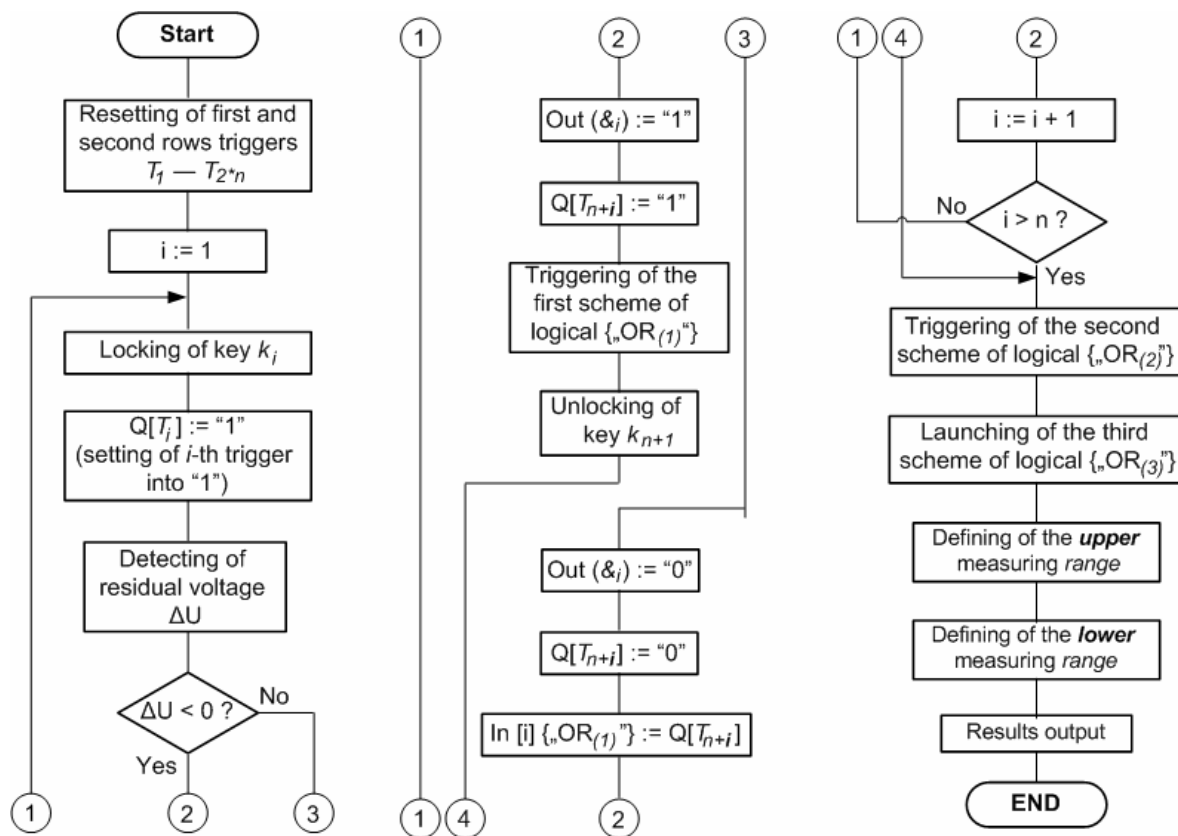 Start
Resetting of first and
second rows triggers
T1 — T2*n
i := 1
Locking of key ki
Q[Ti] := “1”
(setting of i-th trigger
into “1”)
Detecting of
residual voltage
ΔU
ΔU < 0 ?
No
Yes
1
2
3
1
2
3
Out (&i) := “1”
Q[Tn+i] := “1”
Triggering of the
first scheme of
logical {„OR(1)“}
Unlocking of
key kn+1
Out (&i) := “0”
Q[Tn+i] := “0”
In [i] {„OR(1)”} := Q[Tn+i]
1
4
2
1
4
2
i := i + 1
No
i > n ?
Yes
Triggering of the second
scheme of logical {„OR(2)”}
Launching of the third
scheme of logical {„OR(3)”}
Defining of the upper
measuring range
Defining of the lower
measuring range
Results output
END